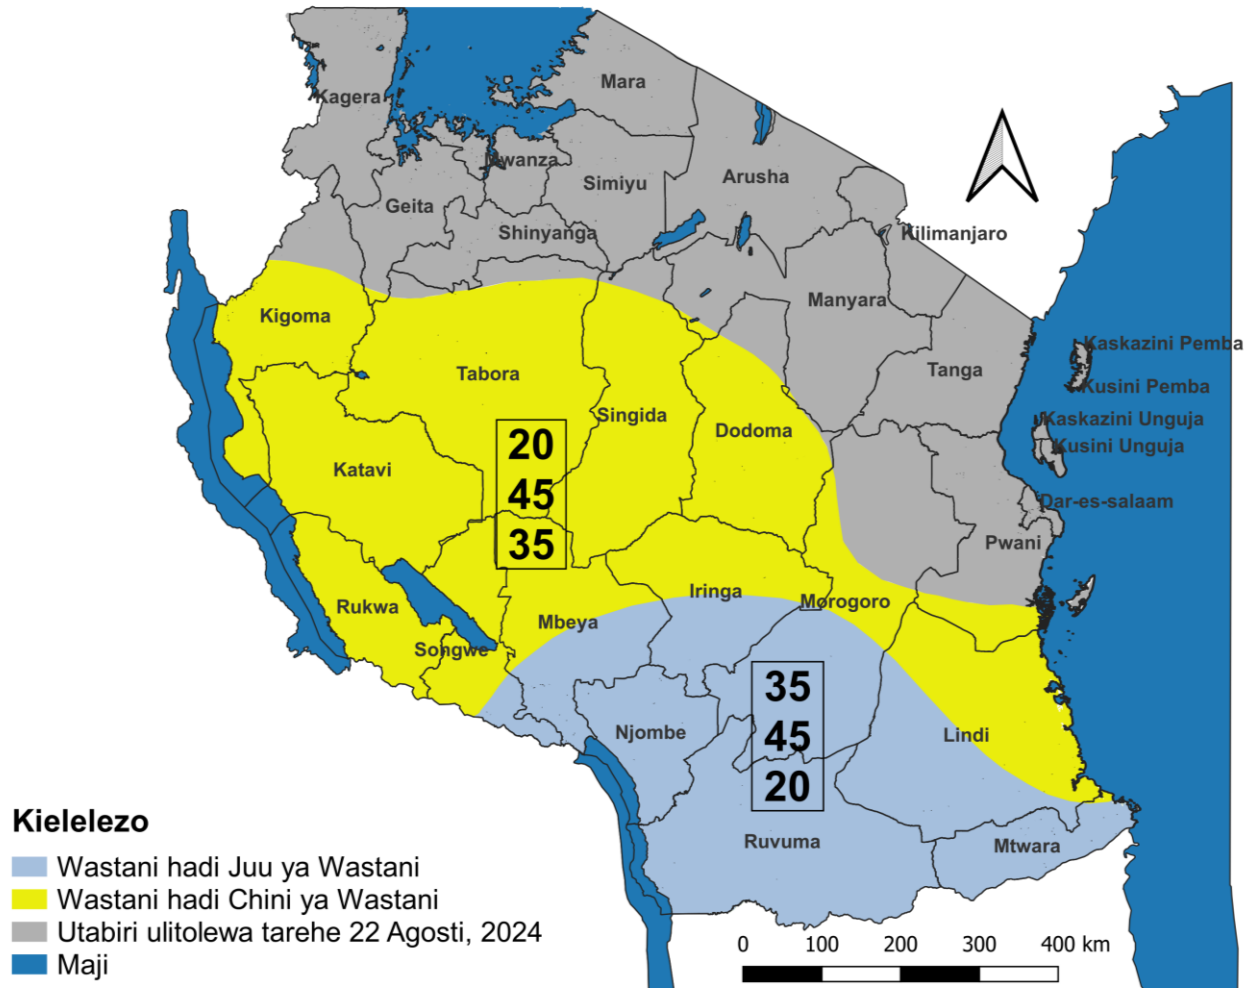 Mara
Kagera
Mwanza
Simiyu
Arusha
Geita
Shinyanga
Kilimanjaro
Manyara
Kigoma
Kaskazini Pemba
Tabora
Tanga
Kusini Pemba
Singida
Kaskazini Unguja
Dodoma
Kusini Unguja
20
45
35
Katavi
Dar-es-salaam
Pwani
Iringa
Morogoro
Rukwa
Mbeya
Songwe
35
45
20
Njombe
Lindi
Ruvuma
Mtwara
Kielelezo
Wastani hadi Juu ya Wastani
Wastani hadi Chini ya Wastani
Utabiri ulitolewa tarehe 22 Agosti, 2024
Maji
0 100 200 300 400 km